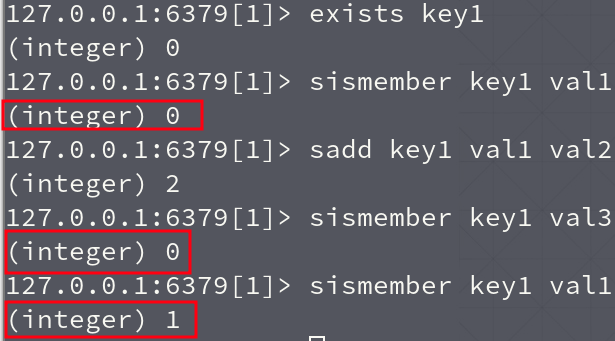 127.0.0.1:6379[1]> exists key1
(integer) 0
127.0.0.1:6379[1]> sismember key1 val1
(integer) 0
127.0.0.1:6379[1]> sadd key1 val1 val2
(integer) 2
127.0.0.1:6379[1]> sismember key1 val3
(integer) 0
127.0.0.1:6379[1]> sismember key1 val1
(integer) 1